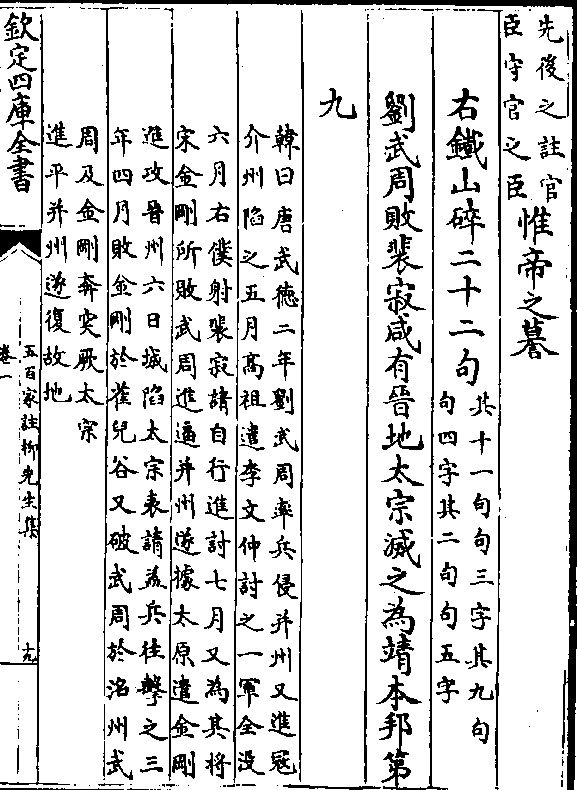 先後之註官
臣守官之臣
惟帝之謩
右鐵山碎二十二句
其十一句句三字其九句
句四字其二句句五字
劉武周敗裴寂咸有晉地太宗滅之為靖本邦第
九
韓曰唐武德二年劉武周率兵侵并州又進寇
介州陷之五月髙祖遣李文仲討之一軍全沒
六月右僕射裴寂請自行進討七月又為其將
宋金剛所敗武周進逼并州遂據太原遣金剛
進攻晉州六日城陷太宗表請益兵往擊之三
年四月敗金剛於雀兒谷又破武周於洺州武
周及金剛奔突厥太宗
進平并州遂復故地
欽定四庫全書
五百家註柳先生集
卷一
十九